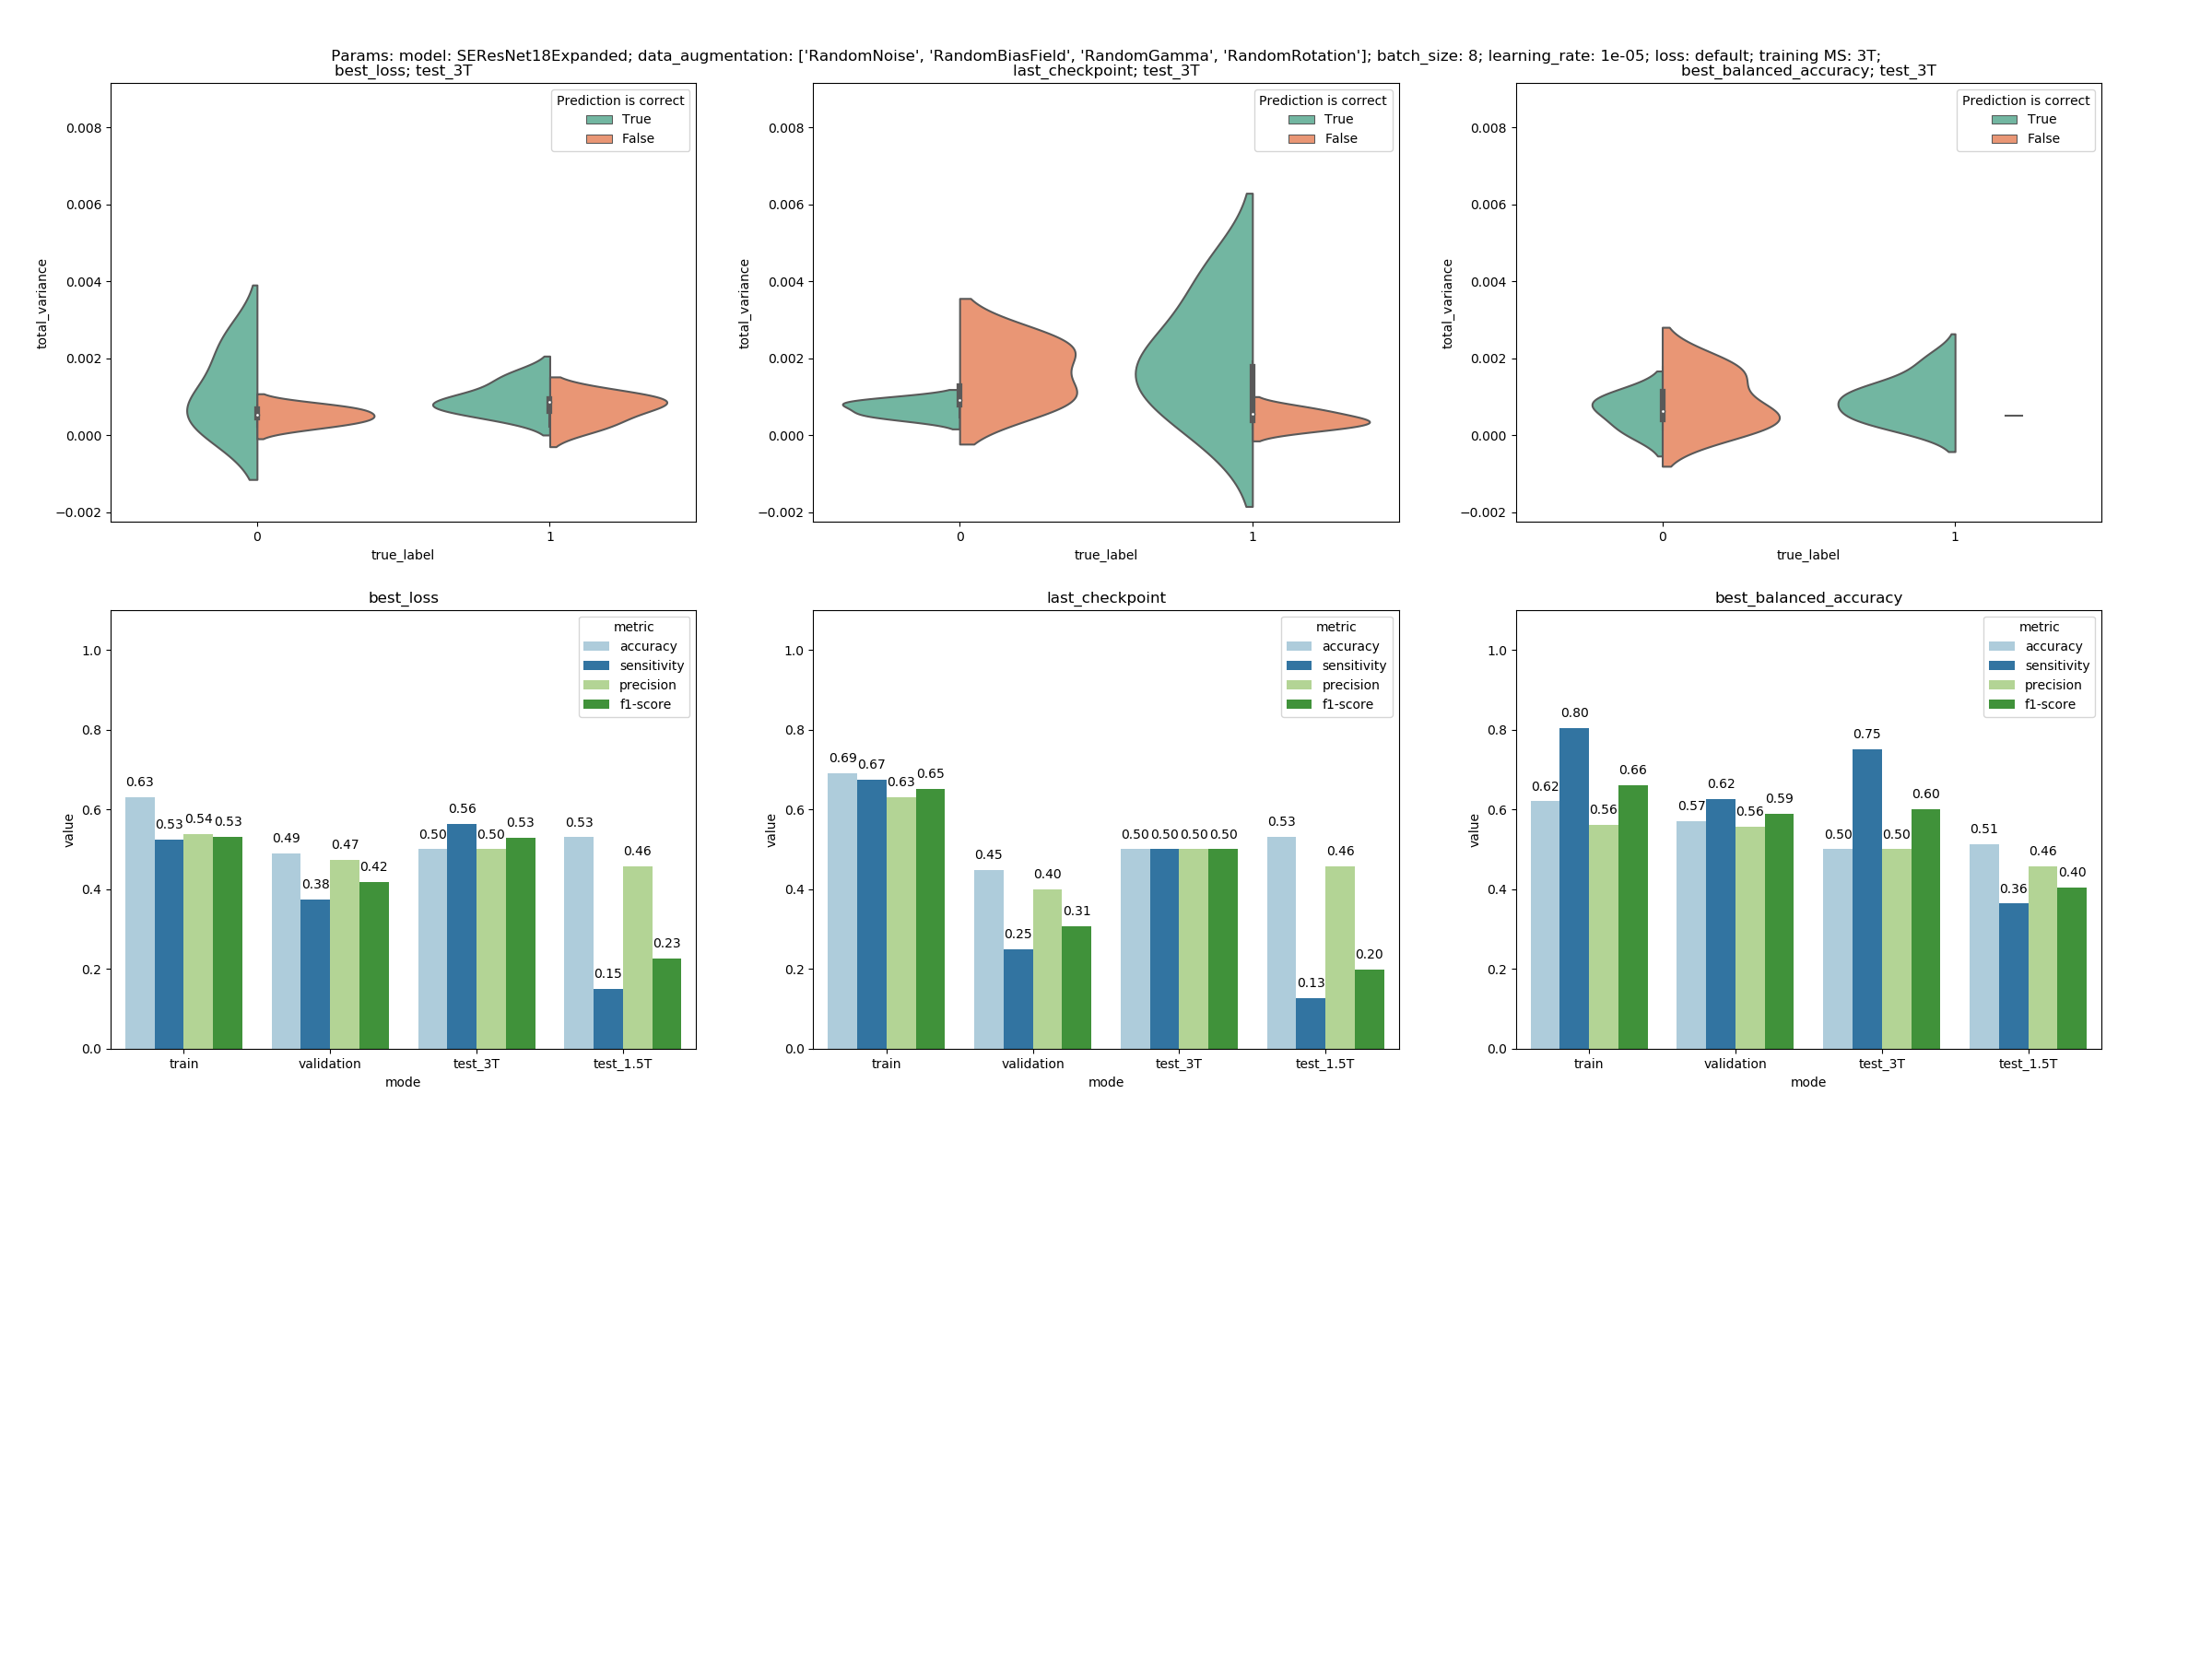 Params: model: SEResNet18Expanded; data_augmentation: ['RandomNoise', 'RandomBiasField', 'RandomGamma', 'RandomRotation']; batch_size: 8; learning_rate: 1e-05; loss: default; training MS: 3T;
best_loss; test_3T
total_variance
0.008
0.006
0.004
0.002
0.000
−0.002
Prediction is correct
True
False
0 1
true_label
last_checkpoint; test_3T
total_variance
0.008
0.006
0.004
0.002
0.000
−0.002
Prediction is correct
True
False
0 1
true_label
best_balanced_accuracy; test_3T
total_variance
0.008
0.006
0.004
0.002
0.000
−0.002
Prediction is correct
True
False
0 1
true_label
best_loss
value
1.0
0.8
0.6
0.4
0.2
0.0
metric
accuracy
sensitivity
precision
f1-score
0.63 0.53 0.54 0.53
0.49 0.38 0.47 0.42
0.50 0.56 0.50 0.53
0.53 0.15 0.46 0.23
train validation test_3T test_1.5T
mode
last_checkpoint
value
1.0
0.8
0.6
0.4
0.2
0.0
metric
accuracy
sensitivity
precision
f1-score
0.69 0.67 0.63 0.65
0.45 0.25 0.40 0.31
0.50 0.50 0.50 0.50
0.53 0.13 0.46 0.20
train validation test_3T test_1.5T
mode
best_balanced_accuracy
value
1.0
0.8
0.6
0.4
0.2
0.0
metric
accuracy
sensitivity
precision
f1-score
0.62 0.80 0.56 0.66
0.57 0.62 0.56 0.59
0.50 0.75 0.50 0.60
0.51 0.36 0.46 0.40
train validation test_3T test_1.5T
mode